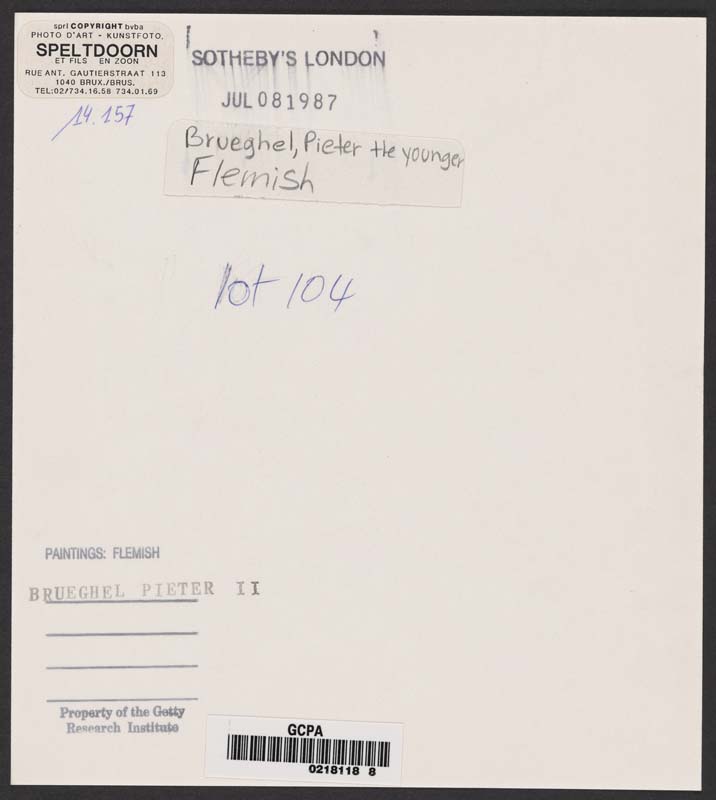 sprl COPYRIGHT bvba
PHOTO D'ART - KUNSTFOTO.
SPELTDOORN
ET FILS EN ZOON
RUE ANT. GAUTIERSTRAAT 113
1040 BRUX./BRUS.
TEL:02/734.16.58 734.01.69
14.157
SOTHEBY'S LONDON
JUL 08 1987
Brueghel, Pieter the younger
Flemish
lot 104
PAINTINGS: FLEMISH
BRUEGHEL PIETER II
Property of the Getty
Research Institute
GCPA
0218118 8